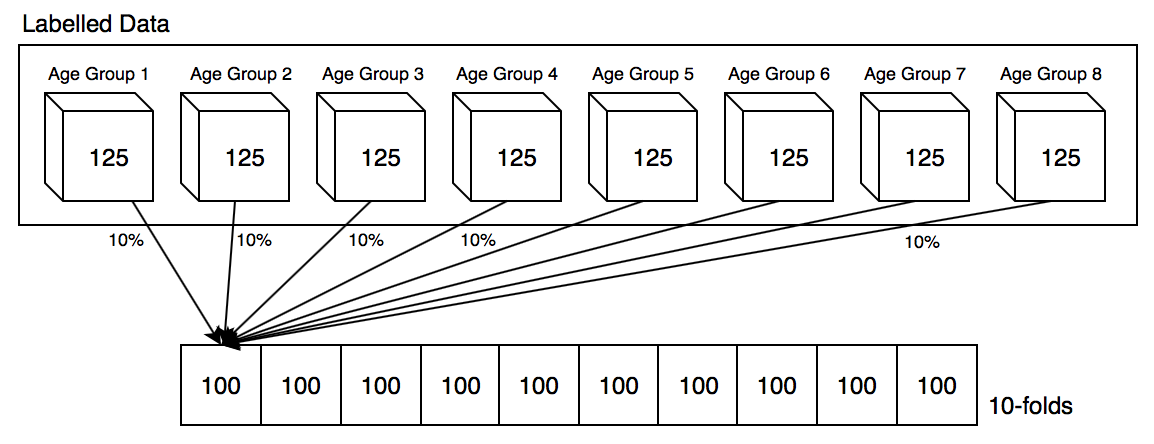 Labelled Data
Age Group 1 Age Group 2 Age Group 3 Age Group 4 Age Group 5 Age Group 6 Age Group 7 Age Group 8
125 125 125 125 125 125 125 125
10% 10% 10% 10% 10%
100 100 100 100 100 100 100 100 100 100
10-folds